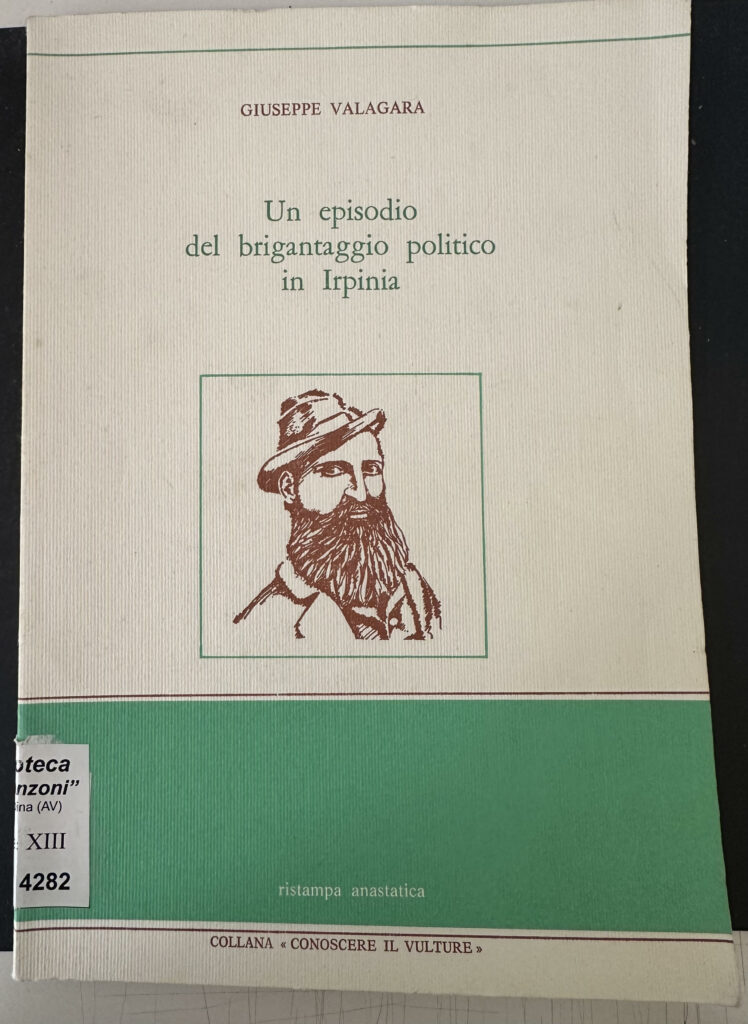 GIUSEPPE VALAGARA
Un episodio
del brigantaggio politico
in Irpinia
oteca
nzoni”
ina (AV)
XIII
4282
ristampa anastatica
COLLANA « CONOSCERE IL VULTURE »